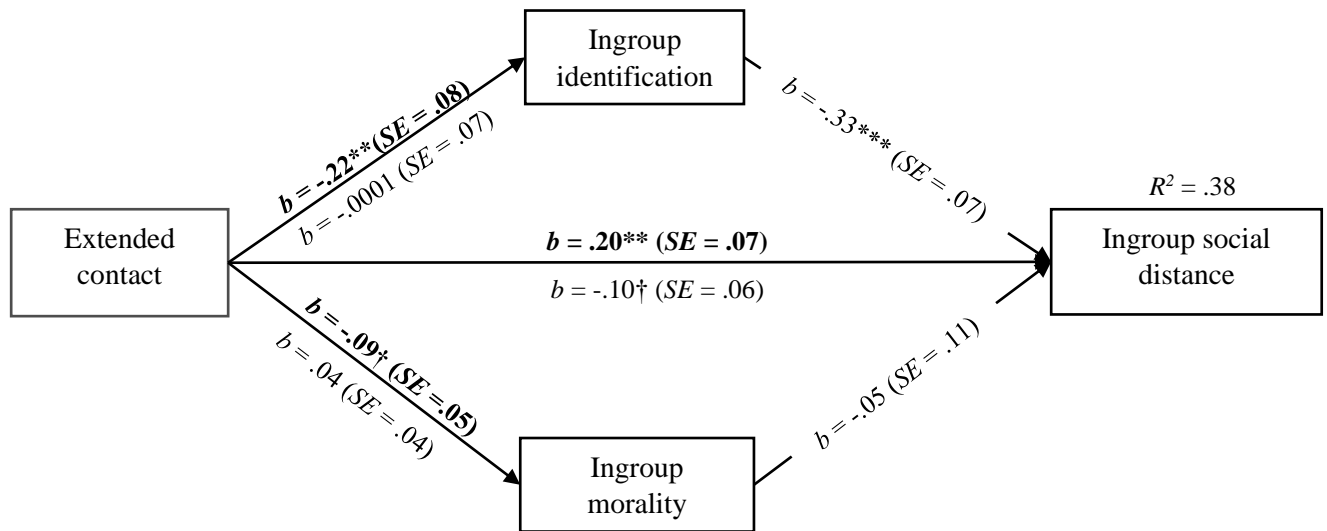 Ingroup
identification
b = -.22** (SE = .08)
b = -.0001 (SE = .07)
b = -.33*** (SE = .07)
R² = .38
Extended
contact
b = .20** (SE = .07)
b = -.10† (SE = .06)
Ingroup social
distance
b = -.09† (SE =.05)
b = .04 (SE = .04)
b = -.05 (SE = .11)
Ingroup
morality